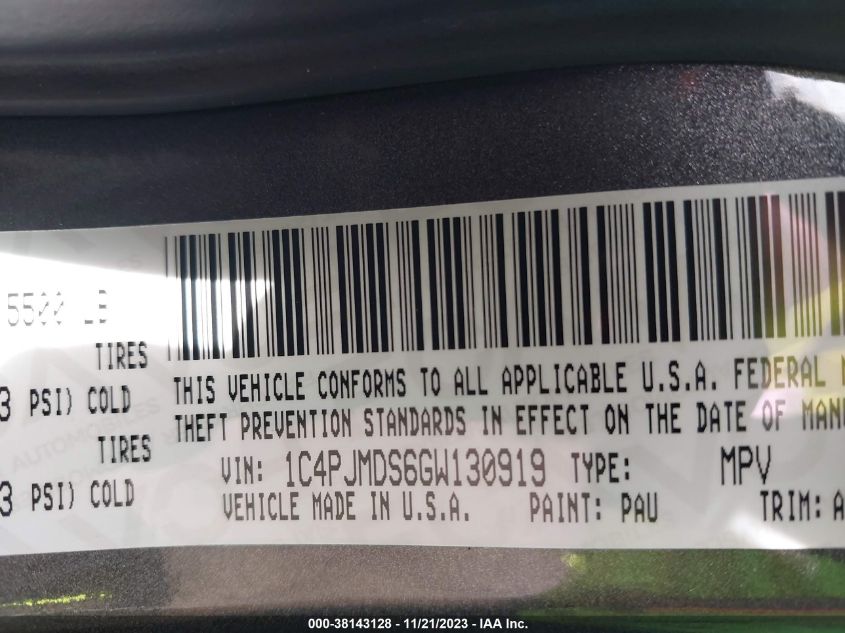 5500 LB
TIRES
3 PSI) COLD
THIS VEHICLE CONFORMS TO ALL APPLICABLE U.S.A. FEDERAL
THEFT PREVENTION STANDARDS IN EFFECT ON THE DATE OF MANU
TIRES
3 PSI) COLD
VIN: 1C4PJMDS6GW130919 TYPE: MPV
VEHICLE MADE IN U.S.A. PAINT: PAU TRIM: A
000-38143128 - 11/21/2023 - IAA Inc.